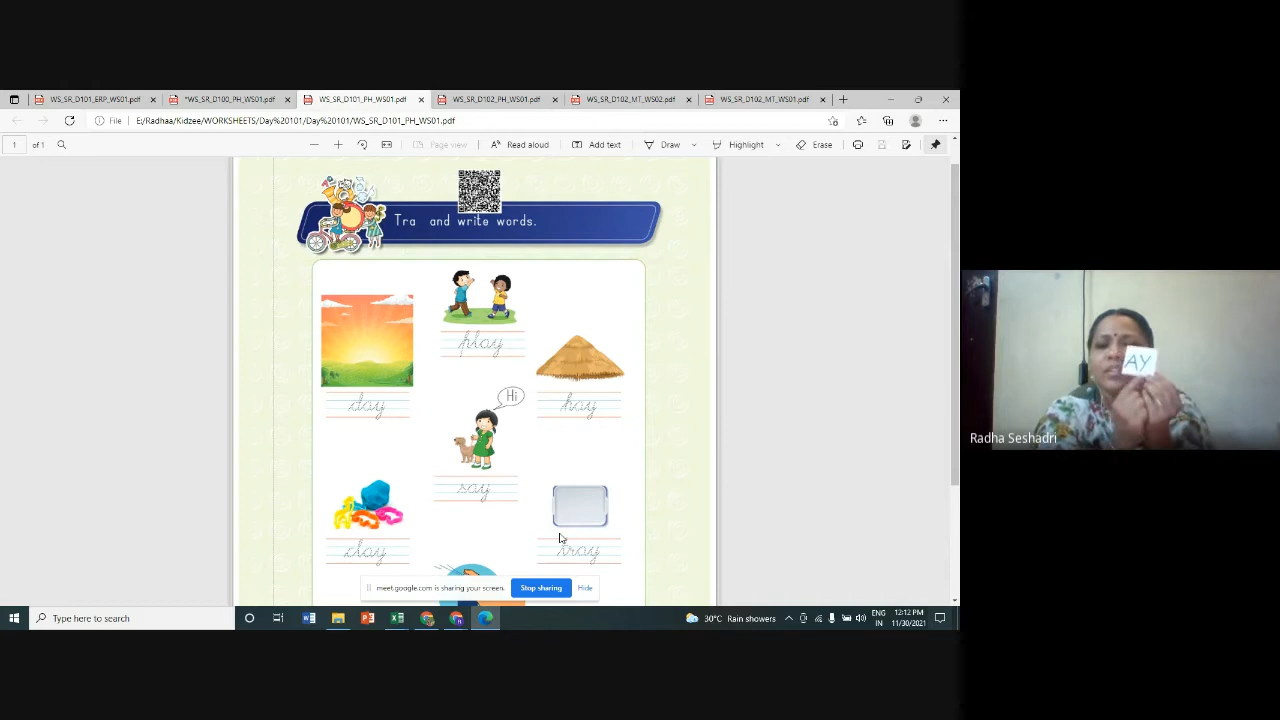 WS_SR_D101_ERP_WS01.pdf
*WS_SR_D100_PH_WS01.pdf
WS_SR_D101_PH_WS01.pdf
WS_SR_D102_PH_WS01.pdf
WS_SR_D102_MT_WS02.pdf
WS_SR_D102_MT_WS01.pdf
File
E:/Radhaa/Kidzee/WORKSHEETS/Day%20101/Day%20101/WS_SR_D101_PH_WS01.pdf
1 of 1
Page view
Read aloud
Add text
Draw
Highlight
Erase
Tra and write words.
play
day
hay
Hi
say
clay
tray
AY
Radha Seshadri
meet.google.com is sharing your screen.
Stop sharing
Hide
Type here to search
30°C Rain showers
ENG
IN
12:12 PM
11/30/2021